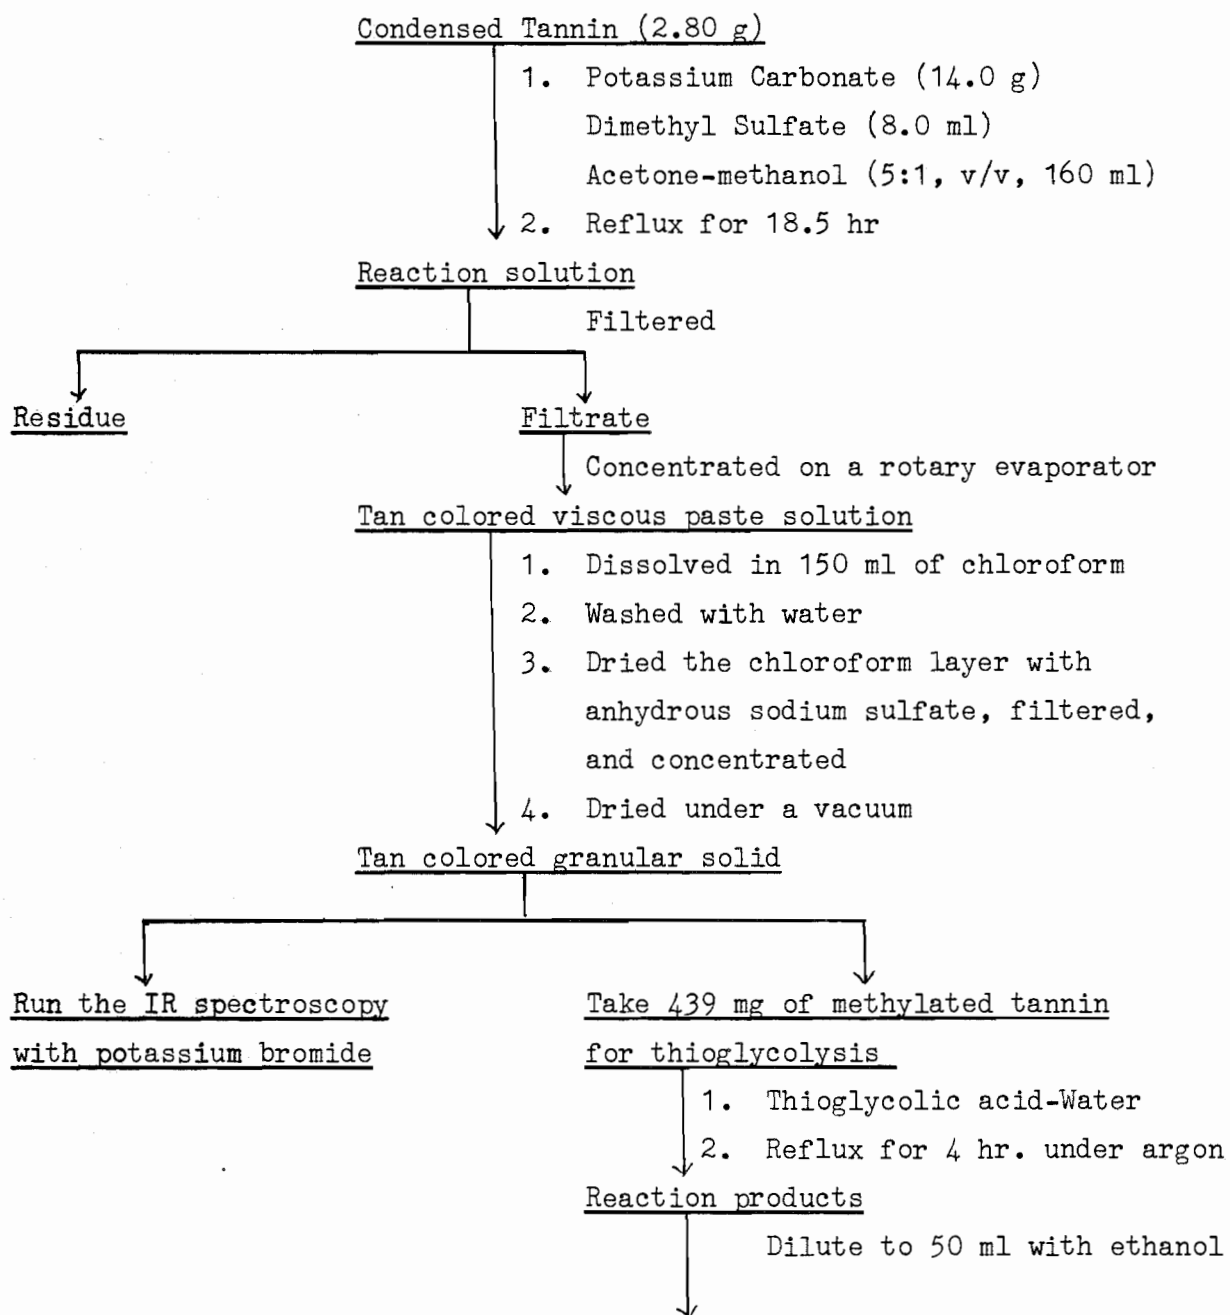 Condensed Tannin (2.80 g)
1. Potassium Carbonate (14.0 g)
Dimethyl Sulfate (8.0 ml)
Acetone-methanol (5:1, v/v, 160 ml)
2. Reflux for 18.5 hr
Reaction solution
Filtered
Residue
Filtrate
Concentrated on a rotary evaporator
Tan colored viscous paste solution
1. Dissolved in 150 ml of chloroform
2. Washed with water
3. Dried the chloroform layer with
anhydrous sodium sulfate, filtered,
and concentrated
4. Dried under a vacuum
Tan colored granular solid
Run the IR spectroscopy
with potassium bromide
Take 439 mg of methylated tannin
for thioglycolysis
1. Thioglycolic acid-Water
2. Reflux for 4 hr. under argon
Reaction products
Dilute to 50 ml with ethanol